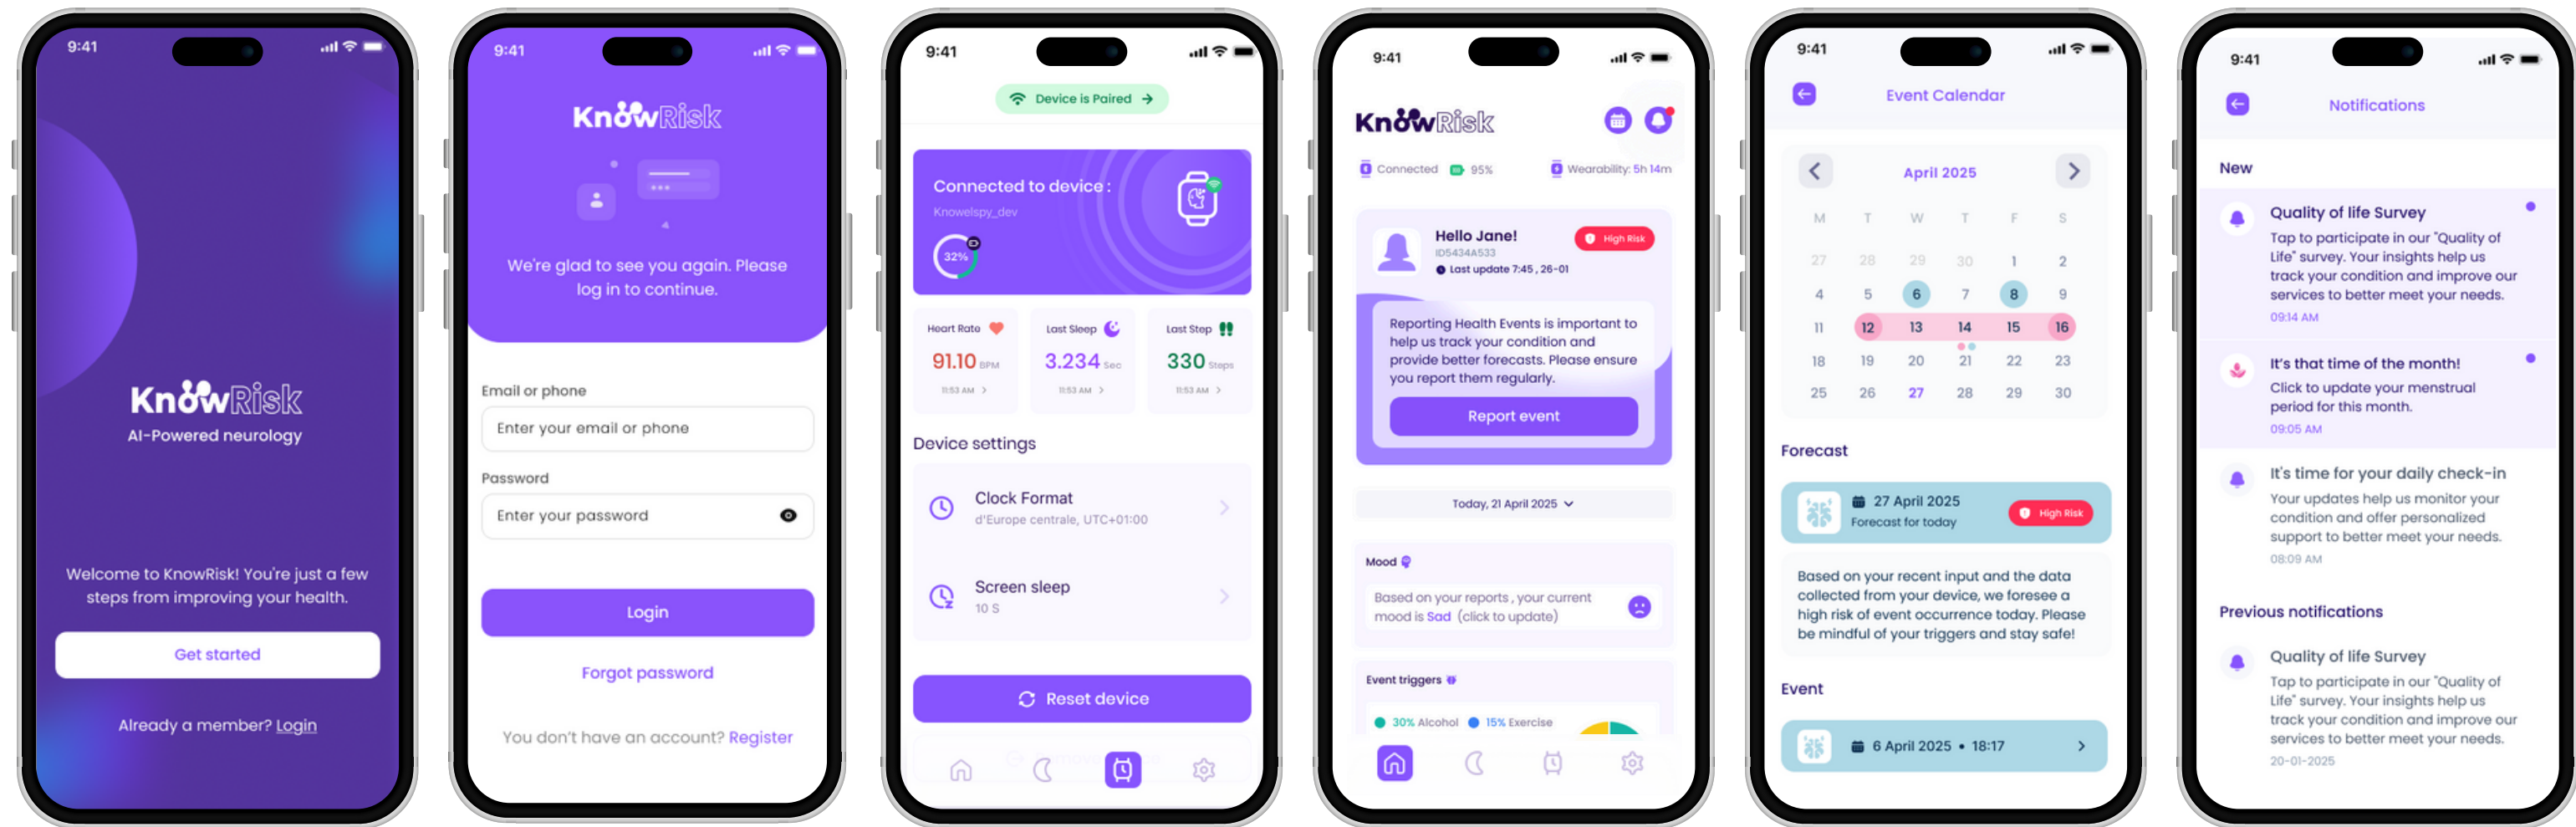 9:41
KnowRisk
AI-Powered neurology
Welcome to KnowRisk! You're just a few
steps from improving your health.
Get started
Already a member? Login
9:41
KnowRisk
We're glad to see you again. Please
log in to continue.
Email or phone
Enter your email or phone
Password
Enter your password
Login
Forgot password
You don't have an account? Register
9:41
Device is Paired
Connected to device :
Knowelspy_dev
32%
Heart Rate
91.10 BPM
11:53 AM
Last Sleep
3.234 Sec
11:53 AM
Last Step
330 Steps
11:53 AM
Device settings
Clock Format
d'Europe centrale, UTC+01:00
Screen sleep
10 S
Reset device
9:41
KnowRisk
Connected 95% Wearability: 5h 14m
Hello Jane!
High Risk
ID5434A533
Last update 7:45 , 26-01
Reporting Health Events is important to
help us track your condition and
provide better forecasts. Please ensure
you report them regularly.
Report event
Today, 21 April 2025
Mood
Based on your reports , your current
mood is Sad (click to update)
Event triggers
30% Alcohol 15% Exercise
9:41
Event Calendar
April 2025
M T W T F S
27 28 29 30 1 2
4 5 6 7 8 9
11 12 13 14 15 16
18 19 20 21 22 23
25 26 27 28 29 30
Forecast
27 April 2025
Forecast for today
High Risk
Based on your recent input and the data
collected from your device, we foresee a
high risk of event occurrence today. Please
be mindful of your triggers and stay safe!
Event
6 April 2025 • 18:17
9:41
Notifications
New
Quality of life Survey
Tap to participate in our "Quality of
Life" survey. Your insights help us
track your condition and improve our
services to better meet your needs.
09:14 AM
It's that time of the month!
Click to update your menstrual
period for this month.
09:05 AM
It's time for your daily check-in
Your updates help us monitor your
condition and offer personalized
support to better meet your needs.
08:09 AM
Previous notifications
Quality of life Survey
Tap to participate in our "Quality of
Life" survey. Your insights help us
track your condition and improve our
services to better meet your needs.
20-01-2025